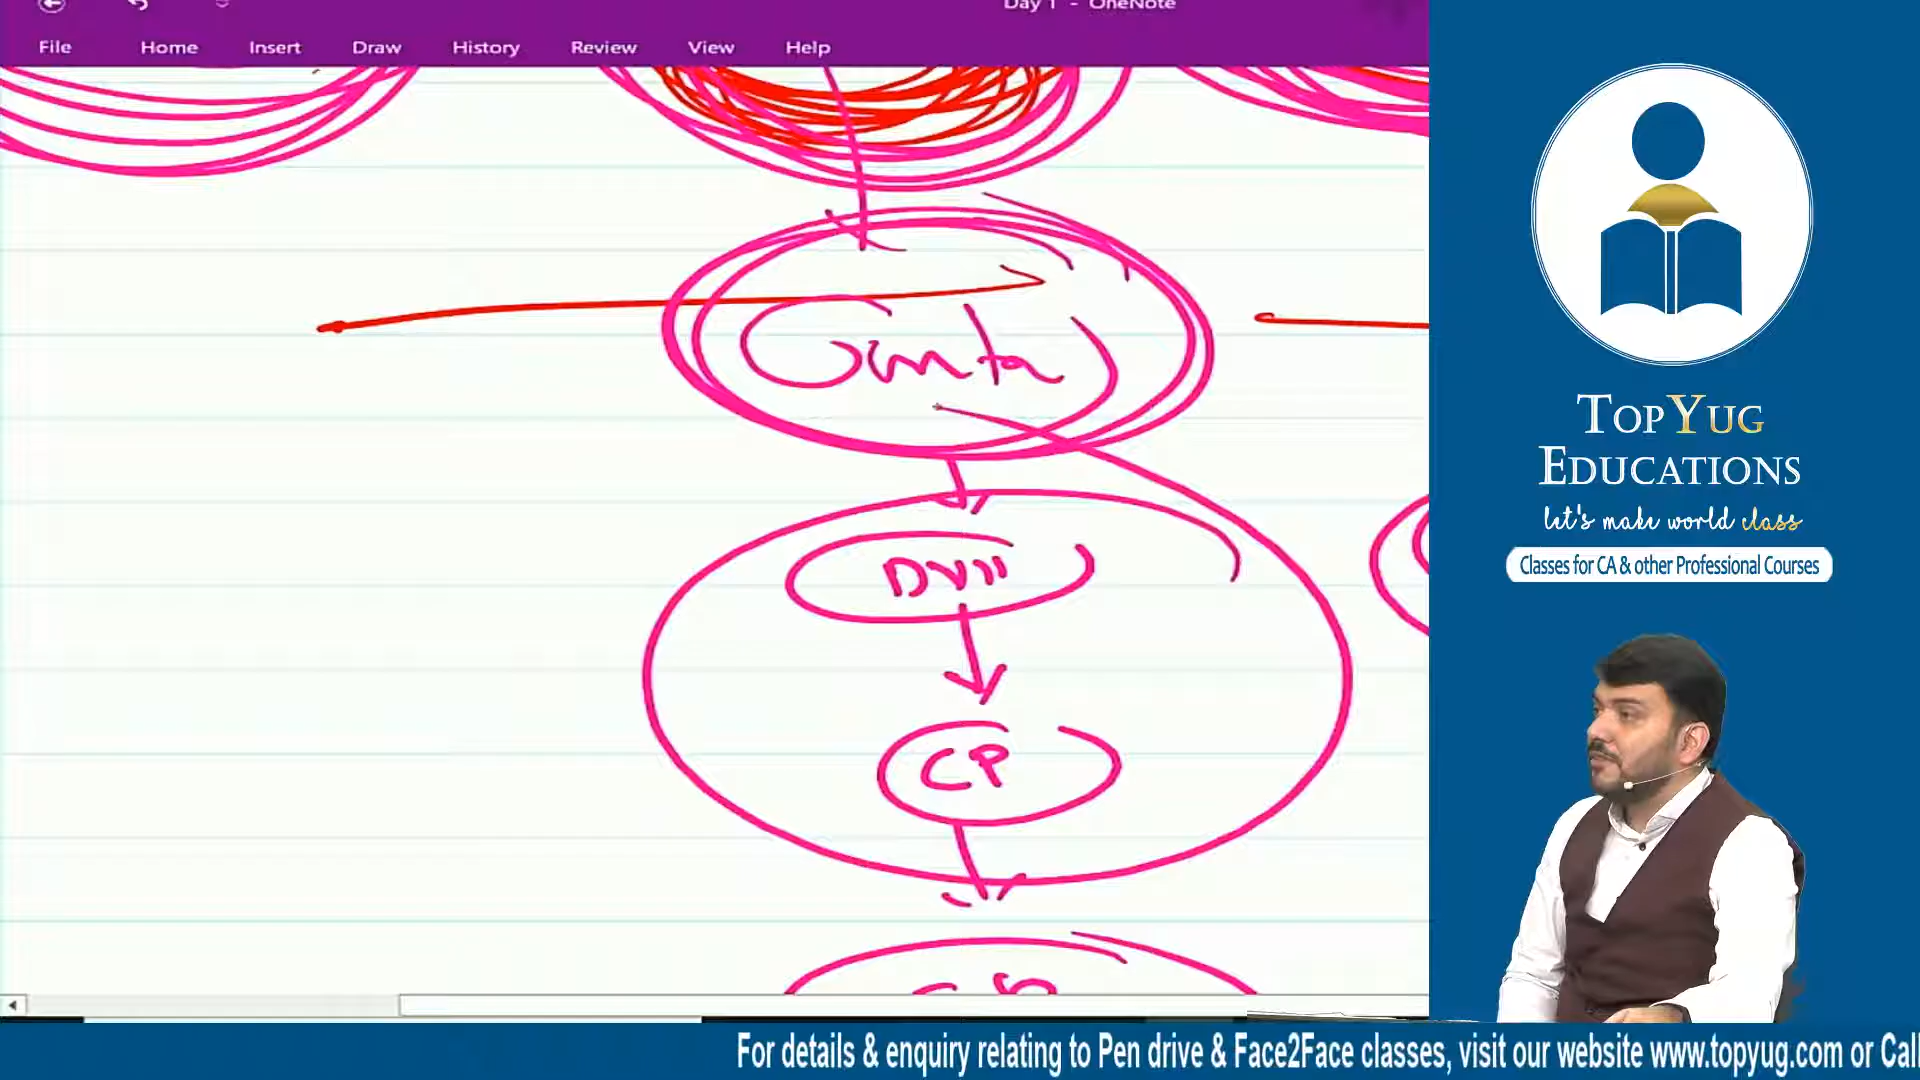 Day 1 - OneNote
File Home Insert Draw History Review View Help
CP
TOPYUG
EDUCATIONS
let's make world class
Classes for CA & other Professional Courses
For details & enquiry relating to Pen drive & Face2Face classes, visit our website www.topyug.com or Call